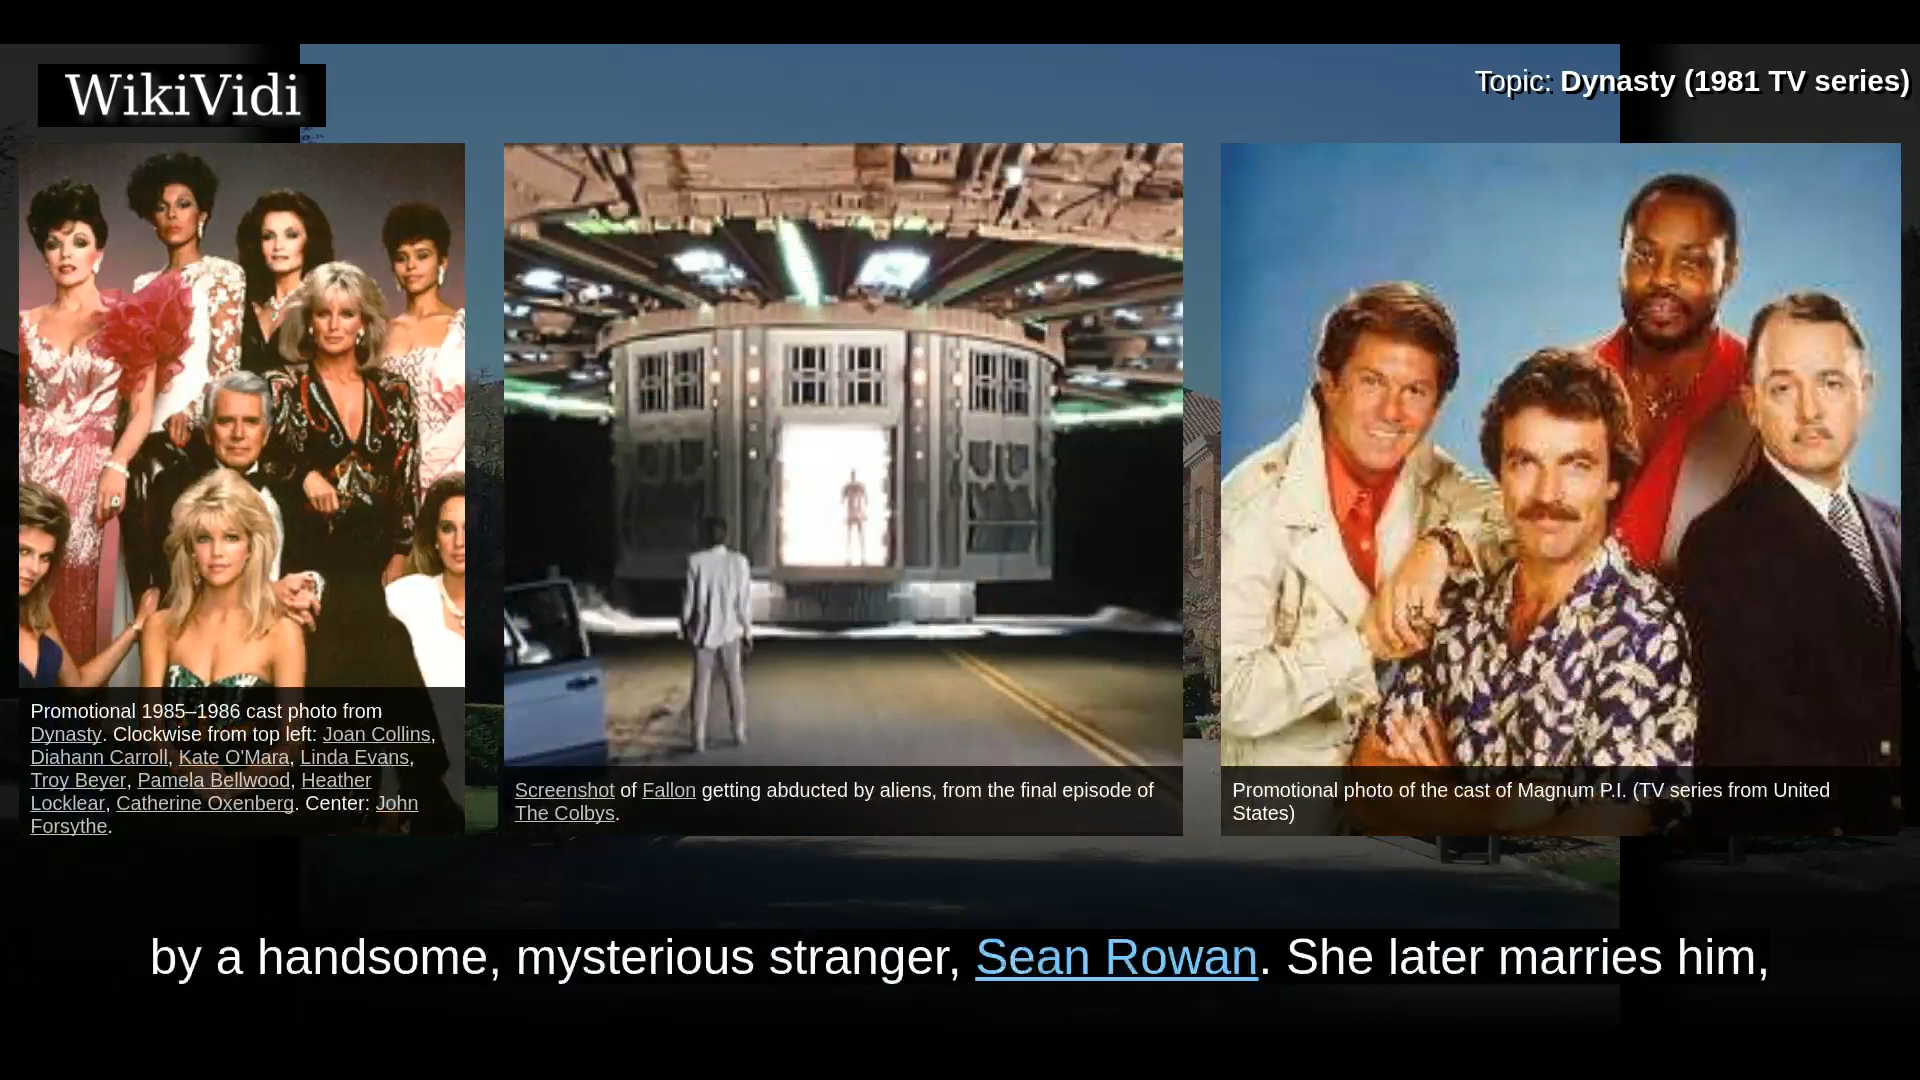 WikiVidi
Topic: Dynasty (1981 TV series)
Promotional 1985–1986 cast photo from
Dynasty. Clockwise from top left: Joan Collins,
Diahann Carroll, Kate O'Mara, Linda Evans,
Troy Beyer, Pamela Bellwood, Heather
Locklear, Catherine Oxenberg. Center: John
Forsythe.
Screenshot of Fallon getting abducted by aliens, from the final episode of
The Colbys.
Promotional photo of the cast of Magnum P.I. (TV series from United
States)
by a handsome, mysterious stranger, Sean Rowan. She later marries him,